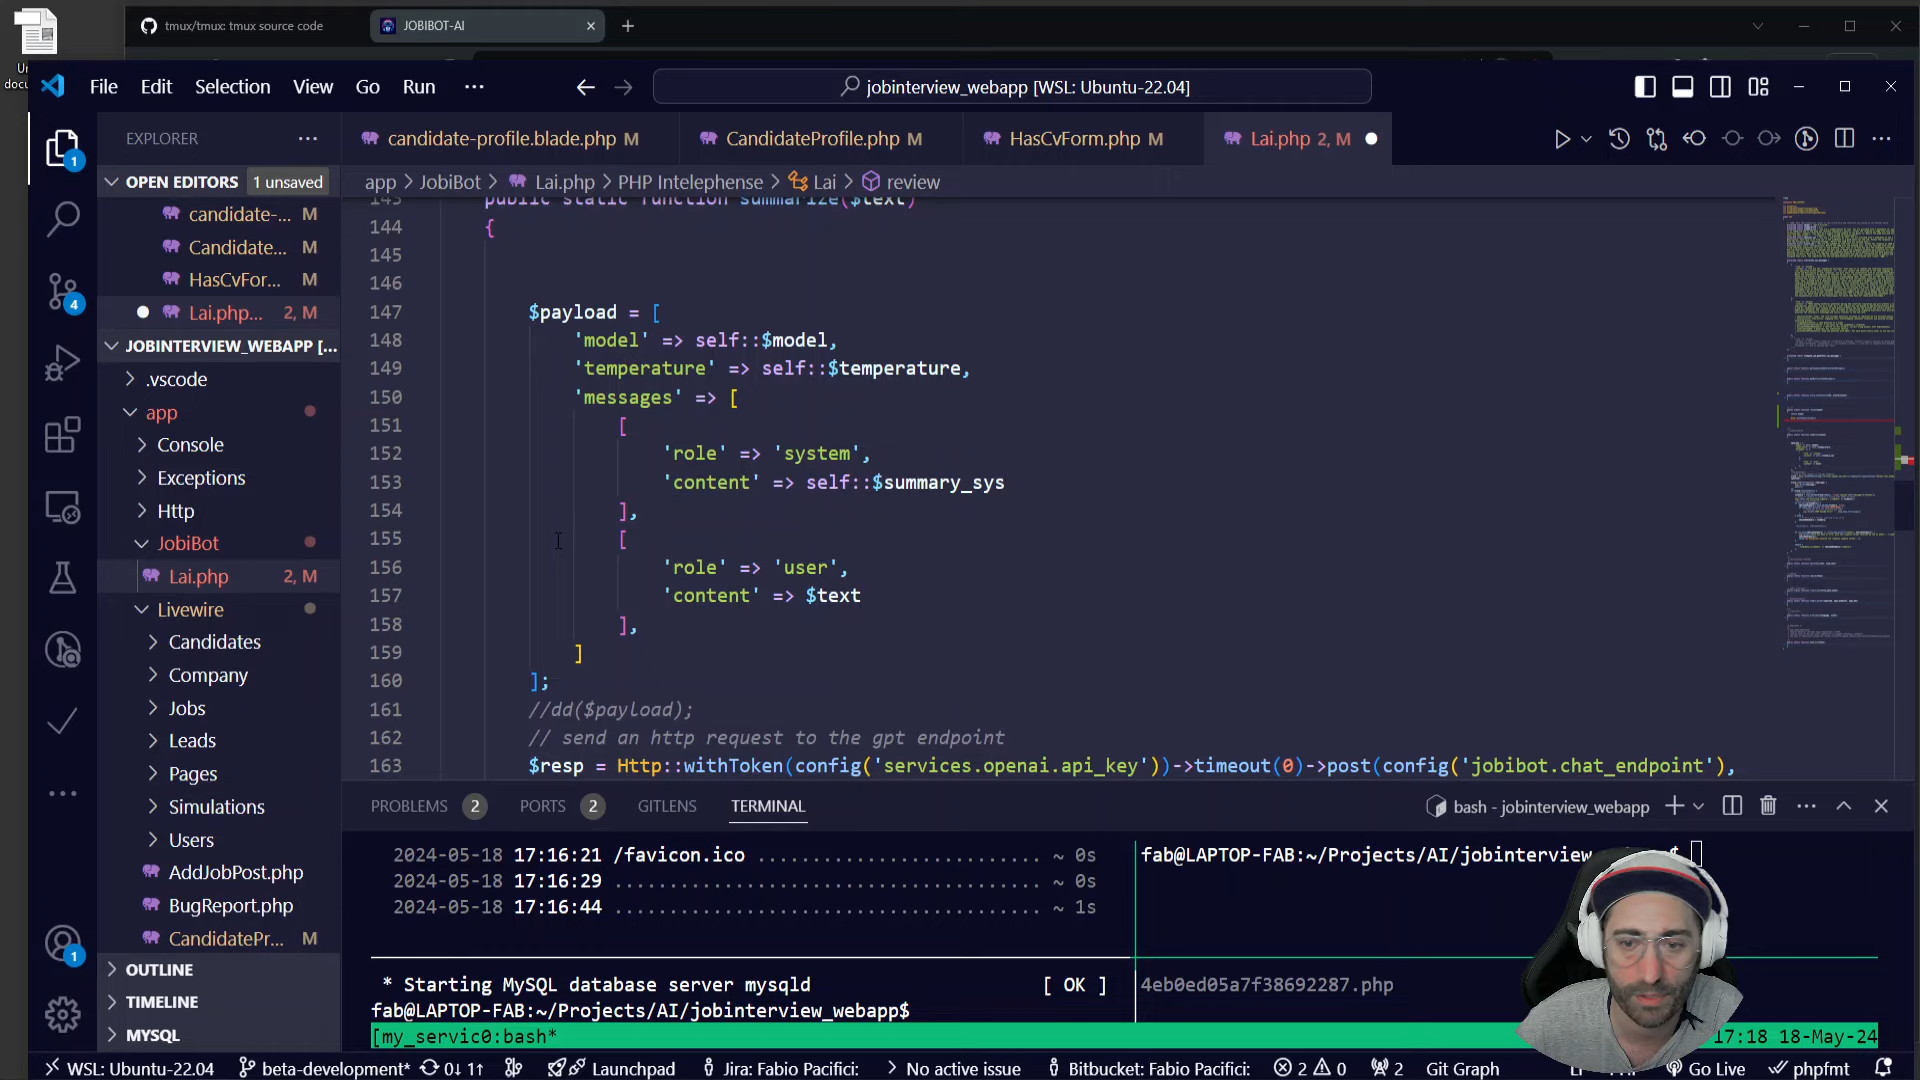 tmux/tmux: tmux source code
JOBIBOT-AI
File Edit Selection View Go Run
jobinterview_webapp [WSL: Ubuntu-22.04]
EXPLORER
candidate-profile.blade.php M
CandidateProfile.php M
HasCvForm.php M
Lai.php 2, M
OPEN EDITORS 1 unsaved
app > JobiBot > Lai.php > PHP Intelephense > Lai > review
candidate-... M
Candidate... M
HasCvFor... M
Lai.php... 2, M
JOBINTERVIEW_WEBAPP [...
.vscode
app
Console
Exceptions
Http
JobiBot
Lai.php 2, M
Livewire
Candidates
Company
Jobs
Leads
Pages
Simulations
Users
AddJobPost.php
BugReport.php
CandidatePr... M
OUTLINE
TIMELINE
MYSQL
143 public static function summarize($text)
144 {
145
146
147 $payload = [
148 'model' => self::$model,
149 'temperature' => self::$temperature,
150 'messages' => [
151 [
152 'role' => 'system',
153 'content' => self::$summary_sys
154 ],
155 [
156 'role' => 'user',
157 'content' => $text
158 ],
159 ]
160 ];
161 //dd($payload);
162 // send an http request to the gpt endpoint
163 $resp = Http::withToken(config('services.openai.api_key'))->timeout(0)->post(config('jobibot.chat_endpoint'),
PROBLEMS 2 PORTS 2 GITLENS TERMINAL
bash - jobinterview_webapp
2024-05-18 17:16:21 /favicon.ico ................................ ~ 0s
2024-05-18 17:16:29 ....................................... ~ 0s
2024-05-18 17:16:44 ....................................... ~ 1s
* Starting MySQL database server mysqld [ OK ]
fab@LAPTOP-FAB:~/Projects/AI/jobinterview_webapp$
fab@LAPTOP-FAB:~/Projects/AI/jobinterview
4eb0ed05a7f38692287.php
[my_servic0:bash*
17:18 18-May-24
WSL: Ubuntu-22.04 beta-development* 0↓ 1↑ Launchpad Jira: Fabio Pacifici: No active issue Bitbucket: Fabio Pacifici: 2 0 2 Git Graph Go Live phpfmt
1
4
1